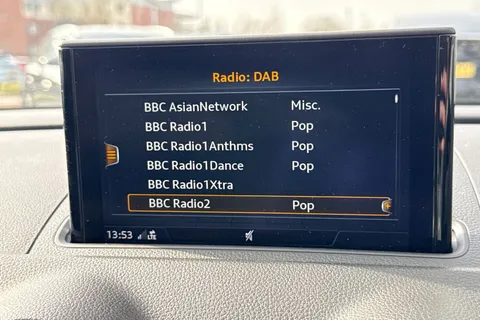 Radio: DAB
BBC AsianNetwork Misc.
BBC Radio1 Pop
BBC Radio1Anthms Pop
BBC Radio1Dance Pop
BBC Radio1Xtra
BBC Radio2 Pop
13:53 LTE